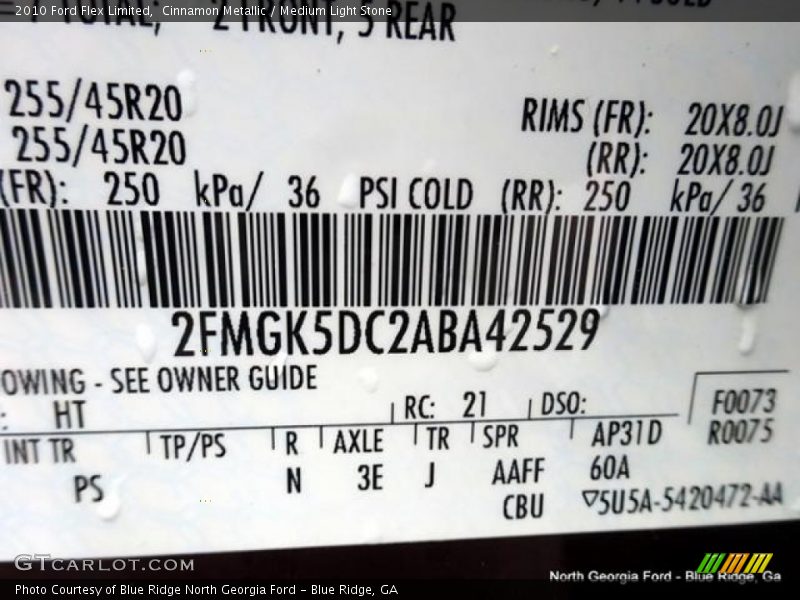 2010 Ford Flex Limited, Cinnamon Metallic / Medium Light Stone
TOTAL, 2 FRONT, 5 REAR
255/45R20 RIMS (FR): 20X8.0J
255/45R20 (RR): 20X8.0J
(FR): 250 kPa/ 36 PSI COLD (RR): 250 kPa/ 36
2FMGK5DC2ABA42529
OWING - SEE OWNER GUIDE
: HT RC: 21 DSO: F0073
INT TR TP/PS R AXLE TR SPR AP31D R0075
PS N 3E J AAFF 60A
CBU ▽5U5A-5420472-AA
GTCARLOT.COM
Photo Courtesy of Blue Ridge North Georgia Ford - Blue Ridge, GA
North Georgia Ford - Blue Ridge, Ga